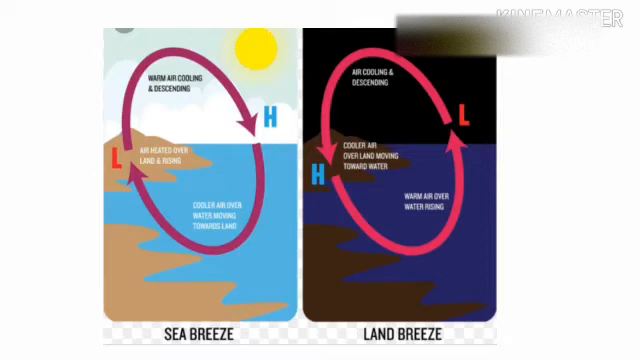 KINEMASTER
WARM AIR COOLING
& DESCENDING
H
L
AIR HEATED OVER
LAND & RISING
COOLER AIR OVER
WATER MOVING
TOWARDS LAND
SEA BREEZE
AIR COOLING &
DESCENDING
L
COOLER AIR
OVER LAND MOVING
TOWARD WATER
H
WARM AIR OVER
WATER RISING
LAND BREEZE